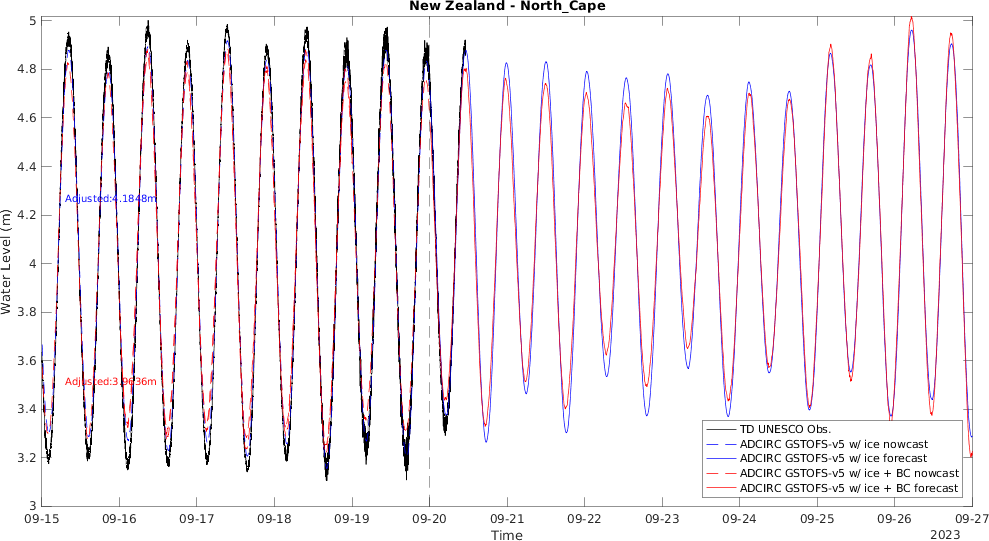 New Zealand - North_Cape
5
4.8
4.6
4.4
4.2
4
3.8
3.6
3.4
3.2
3
Water Level (m)
Adjusted:4.1848m
Adjusted:3.9636m
TD UNESCO Obs.
ADCIRC GSTOFS-v5 w/ ice nowcast
ADCIRC GSTOFS-v5 w/ ice forecast
ADCIRC GSTOFS-v5 w/ ice + BC nowcast
ADCIRC GSTOFS-v5 w/ ice + BC forecast
09-15 09-16 09-17 09-18 09-19 09-20 09-21 09-22 09-23 09-24 09-25 09-26 09-27
Time
2023